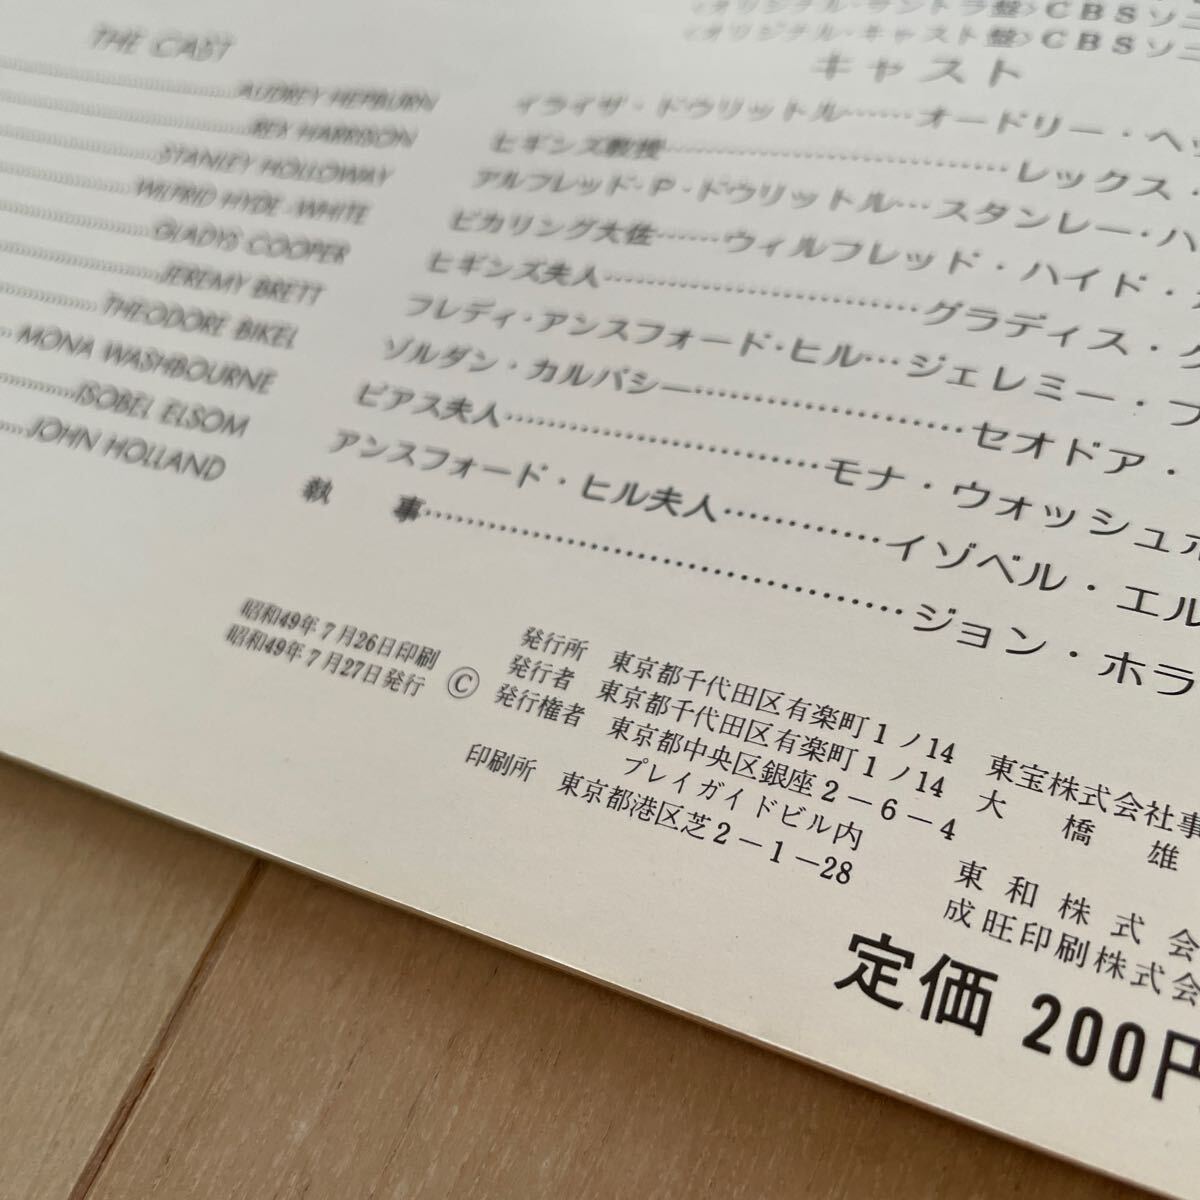 THE CAST
AUDREY HEPBURN
REX HARRISON
STANLEY HOLLOWAY
WILFRID HYDE-WHITE
GLADYS COOPER
JEREMY BRETT
THEODORE BIKEL
MONA WASHBOURNE
ISOBEL ELSOM
JOHN HOLLAND
<オリジナル・サントラ盤>CBSソニ
<オリジナル・キャスト盤>CBSソニ
キャスト
イライザ・ドゥリットル……オードリー・ヘッ
ヒギンズ教授……レックス・
アルフレッド・P・ドゥリットル…スタンレー・ハ
ピカリング大佐……ウィルフレッド・ハイド・
ヒギンズ夫人……グラディス・ク
フレディ・アンスフォード・ヒル…ジェレミー・ブ
ゾルダン・カルパシー……セオドア・
ピアス夫人……モナ・ウォッシュボ
アンスフォード・ヒル夫人……イゾベル・エル
執 事……ジョン・ホラ
昭和49年7月26日印刷
昭和49年7月27日発行
©
発行所 東京都千代田区有楽町1ノ14 東宝株式会社事
発行者 東京都千代田区有楽町1ノ14 大 橋 雄
発行権者 東京都中央区銀座2-6-4
プレイガイドビル内 東 和 株 式 会
印刷所 東京都港区芝2-1-28 成旺印刷株式会
定価 200円